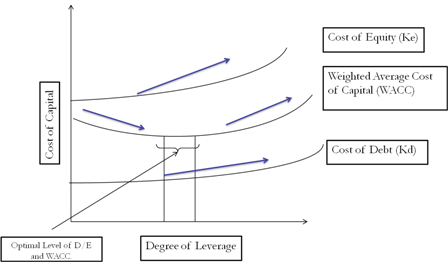 Cost of Equity (Ke)
Weighted Average Cost
of Capital (WACC)
Cost of Capital
Cost of Debt (Kd)
Optimal Level of D/E
and WACC.
Degree of Leverage